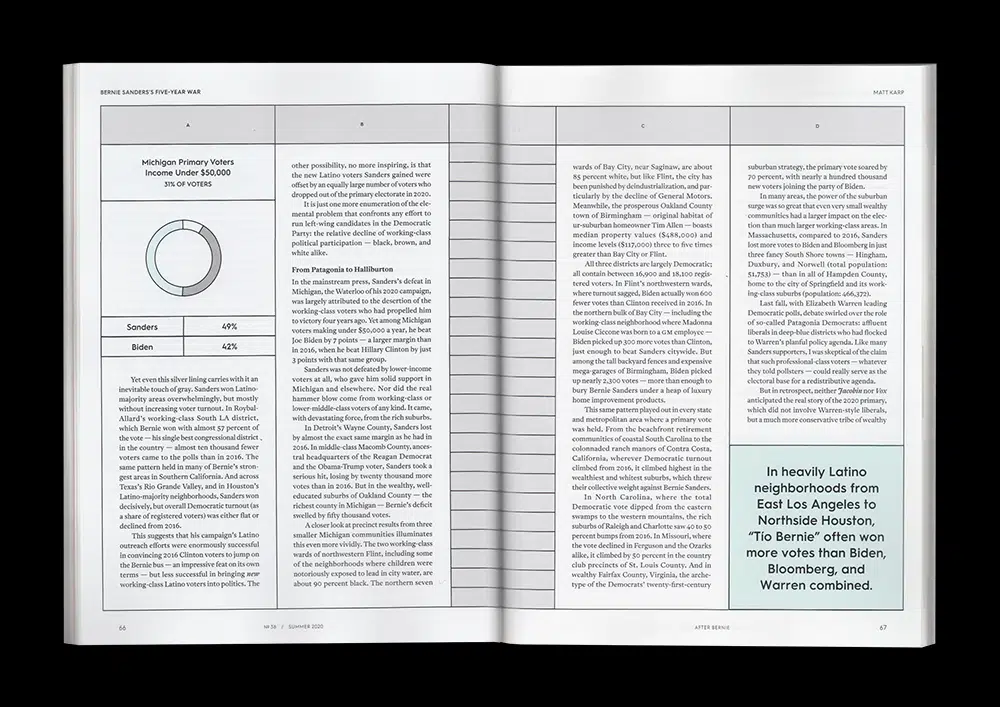 BERNIE SANDERS'S FIVE-YEAR WAR
A
B
Michigan Primary Voters
Income Under $50,000
31% OF VOTERS
Sanders 49%
Biden 42%
Yet even this silver lining carries with it an
inevitable touch of gray. Sanders won Latino-
majority areas overwhelmingly, but mostly
without increasing voter turnout. In Roybal-
Allard's working-class South LA district,
which Bernie won with almost 57 percent of
the vote — his single best congressional district
in the country — almost ten thousand fewer
voters came to the polls than in 2016. The
same pattern held in many of Bernie's stron-
gest areas in Southern California. And across
Texas's Rio Grande Valley, and in Houston's
Latino-majority neighborhoods, Sanders won
decisively, but overall Democratic turnout (as
a share of registered voters) was either flat or
declined from 2016.
This suggests that his campaign's Latino
outreach efforts were enormously successful
in convincing 2016 Clinton voters to jump on
the Bernie bus — an impressive feat on its own
terms — but less successful in bringing new
working-class Latino voters into politics. The
other possibility, no more inspiring, is that
the new Latino voters Sanders gained were
offset by an equally large number of voters who
dropped out of the primary electorate in 2020.
It is just one more enumeration of the ele-
mental problem that confronts any effort to
run left-wing candidates in the Democratic
Party: the relative decline of working-class
political participation — black, brown, and
white alike.
From Patagonia to Halliburton
In the mainstream press, Sanders's defeat in
Michigan, the Waterloo of his 2020 campaign,
was largely attributed to the desertion of the
working-class voters who had propelled him
to victory four years ago. Yet among Michigan
voters making under $50,000 a year, he beat
Joe Biden by 7 points — a larger margin than
in 2016, when he beat Hillary Clinton by just
3 points with that same group.
Sanders was not defeated by lower-income
voters at all, who gave him solid support in
Michigan and elsewhere. Nor did the real
hammer blow come from working-class or
lower-middle-class voters of any kind. It came,
with devastating force, from the rich suburbs.
In Detroit's Wayne County, Sanders lost
by almost the exact same margin as he had in
2016. In middle-class Macomb County, ances-
tral headquarters of the Reagan Democrat
and the Obama-Trump voter, Sanders took a
serious hit, losing by twenty thousand more
votes than in 2016. But in the wealthy, well-
educated suburbs of Oakland County — the
richest county in Michigan — Bernie's deficit
swelled by fifty thousand votes.
A closer look at precinct results from three
smaller Michigan communities illuminates
this even more vividly. The two working-class
wards of northwestern Flint, including some
of the neighborhoods where children were
notoriously exposed to lead in city water, are
about 90 percent black. The northern seven
66
Nº 38 / SUMMER 2020
MATT KARP
C
D
wards of Bay City, near Saginaw, are about
85 percent white, but like Flint, the city has
been punished by deindustrialization, and par-
ticularly by the decline of General Motors.
Meanwhile, the prosperous Oakland County
town of Birmingham — original habitat of
ur-suburban homeowner Tim Allen — boasts
median property values ($488,000) and
income levels ($117,000) three to five times
greater than Bay City or Flint.
All three districts are largely Democratic;
all contain between 16,900 and 18,100 regis-
tered voters. In Flint's northwestern wards,
where turnout sagged, Biden actually won 600
fewer votes than Clinton received in 2016. In
the northern bulk of Bay City — including the
working-class neighborhood where Madonna
Louise Ciccone was born to a GM employee —
Biden picked up 300 more votes than Clinton,
just enough to beat Sanders citywide. But
among the tall backyard fences and expensive
mega-garages of Birmingham, Biden picked
up nearly 2,300 votes — more than enough to
bury Bernie Sanders under a heap of luxury
home improvement products.
This same pattern played out in every state
and metropolitan area where a primary vote
was held. From the beachfront retirement
communities of coastal South Carolina to the
colonnaded ranch manors of Contra Costa,
California, wherever Democratic turnout
climbed from 2016, it climbed highest in the
wealthiest and whitest suburbs, which threw
their collective weight against Bernie Sanders.
In North Carolina, where the total
Democratic vote dipped from the eastern
swamps to the western mountains, the rich
suburbs of Raleigh and Charlotte saw 40 to 50
percent bumps from 2016. In Missouri, where
the vote declined in Ferguson and the Ozarks
alike, it climbed by 50 percent in the country
club precincts of St. Louis County. And in
wealthy Fairfax County, Virginia, the arche-
type of the Democrats' twenty-first-century
suburban strategy, the primary vote soared by
70 percent, with nearly a hundred thousand
new voters joining the party of Biden.
In many areas, the power of the suburban
surge was so great that even very small wealthy
communities had a larger impact on the elec-
tion than much larger working-class areas. In
Massachusetts, compared to 2016, Sanders
lost more votes to Biden and Bloomberg in just
three fancy South Shore towns — Hingham,
Duxbury, and Norwell (total population:
51,753) — than in all of Hampden County,
home to the city of Springfield and its work-
ing-class suburbs (population: 466,372).
Last fall, with Elizabeth Warren leading
Democratic polls, debate swirled over the role
of so-called Patagonia Democrats: affluent
liberals in deep-blue districts who had flocked
to Warren's planful policy agenda. Like many
Sanders supporters, I was skeptical of the claim
that such professional-class voters — whatever
they told pollsters — could really serve as the
electoral base for a redistributive agenda.
But in retrospect, neither Jacobin nor Vox
anticipated the real story of the 2020 primary,
which did not involve Warren-style liberals,
but a much more conservative tribe of wealthy
In heavily Latino
neighborhoods from
East Los Angeles to
Northside Houston,
“Tío Bernie” often won
more votes than Biden,
Bloomberg, and
Warren combined.
AFTER BERNIE
67